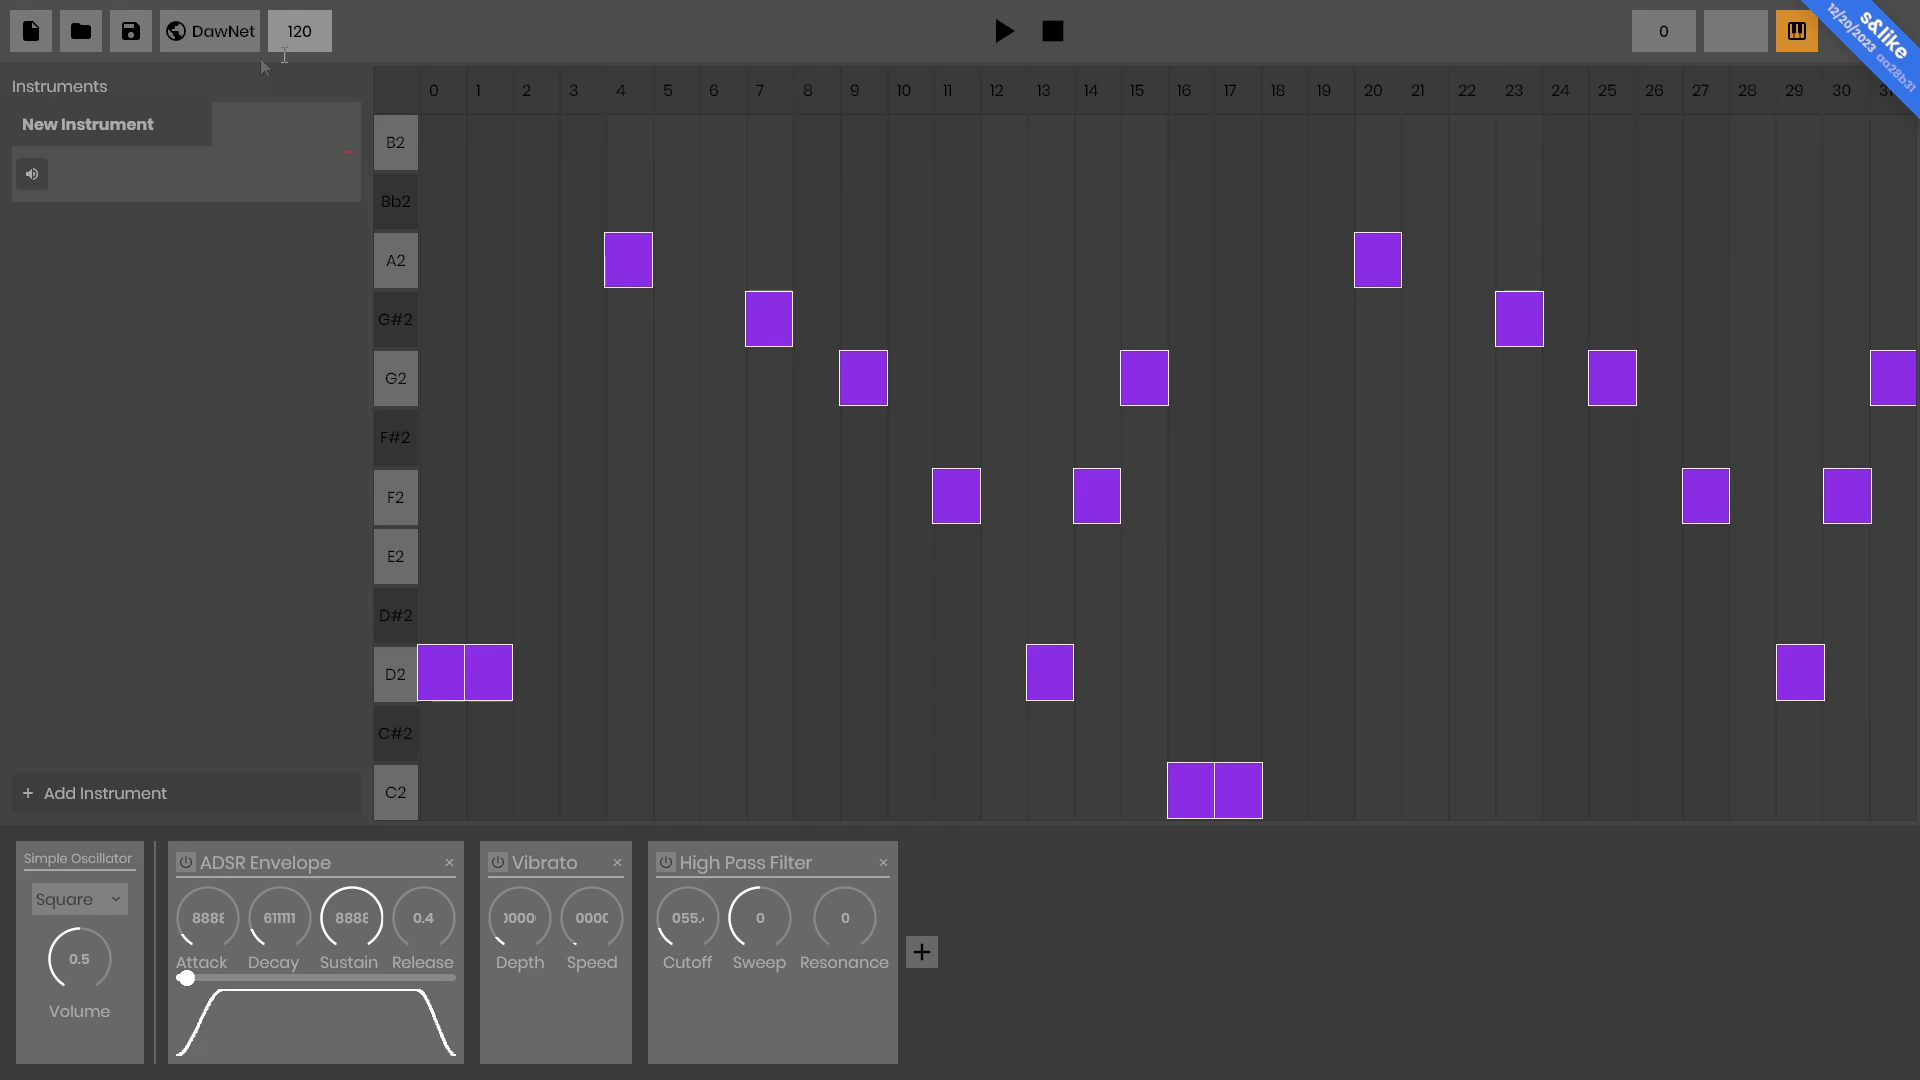 DawNet
120
0
s&like
12/20/2023
aa28b31
Instruments
New Instrument
0 1 2 3 4 5 6 7 8 9 10 11 12 13 14 15 16 17 18 19 20 21 22 23 24 25 26 27 28 29 30
B2
Bb2
A2
G#2
G2
F#2
F2
E2
D#2
D2
C#2
C2
+ Add Instrument
Simple Oscillator
Square
0.5
Volume
ADSR Envelope ×
0.4
Attack Decay Sustain Release
Vibrato ×
Depth Speed
High Pass Filter ×
055. 0 0
Cutoff Sweep Resonance
+